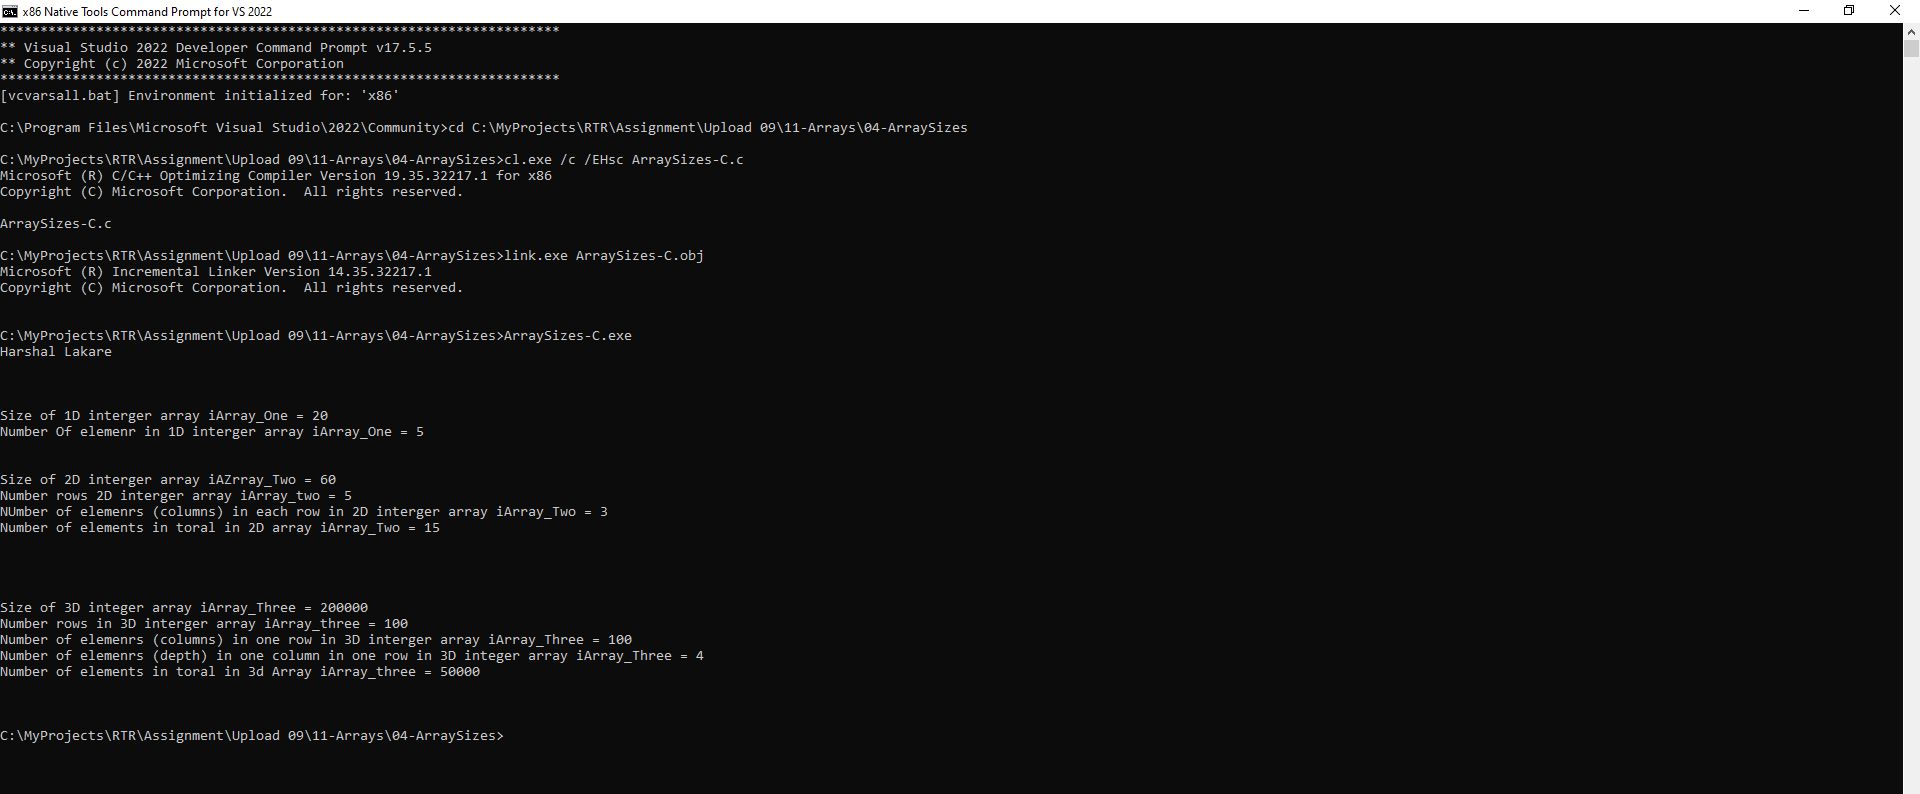 x86 Native Tools Command Prompt for VS 2022
**********************************************************************
** Visual Studio 2022 Developer Command Prompt v17.5.5
** Copyright (c) 2022 Microsoft Corporation
**********************************************************************
[vcvarsall.bat] Environment initialized for: 'x86'
C:\Program Files\Microsoft Visual Studio\2022\Community>cd C:\MyProjects\RTR\Assignment\Upload 09\11-Arrays\04-ArraySizes
C:\MyProjects\RTR\Assignment\Upload 09\11-Arrays\04-ArraySizes>cl.exe /c /EHsc ArraySizes-C.c
Microsoft (R) C/C++ Optimizing Compiler Version 19.35.32217.1 for x86
Copyright (C) Microsoft Corporation.  All rights reserved.
ArraySizes-C.c
C:\MyProjects\RTR\Assignment\Upload 09\11-Arrays\04-ArraySizes>link.exe ArraySizes-C.obj
Microsoft (R) Incremental Linker Version 14.35.32217.1
Copyright (C) Microsoft Corporation.  All rights reserved.
C:\MyProjects\RTR\Assignment\Upload 09\11-Arrays\04-ArraySizes>ArraySizes-C.exe
Harshal Lakare
Size of 1D interger array iArray_One = 20
Number Of elemenr in 1D interger array iArray_One = 5
Size of 2D interger array iAZrray_Two = 60
Number rows 2D interger array iArray_two = 5
NUmber of elemenrs (columns) in each row in 2D interger array iArray_Two = 3
Number of elements in toral in 2D array iArray_Two = 15
Size of 3D integer array iArray_Three = 200000
Number rows in 3D interger array iArray_three = 100
Number of elemenrs (columns) in one row in 3D interger array iArray_Three = 100
Number of elemenrs (depth) in one column in one row in 3D integer array iArray_Three = 4
Number of elements in toral in 3d Array iArray_three = 50000
C:\MyProjects\RTR\Assignment\Upload 09\11-Arrays\04-ArraySizes>